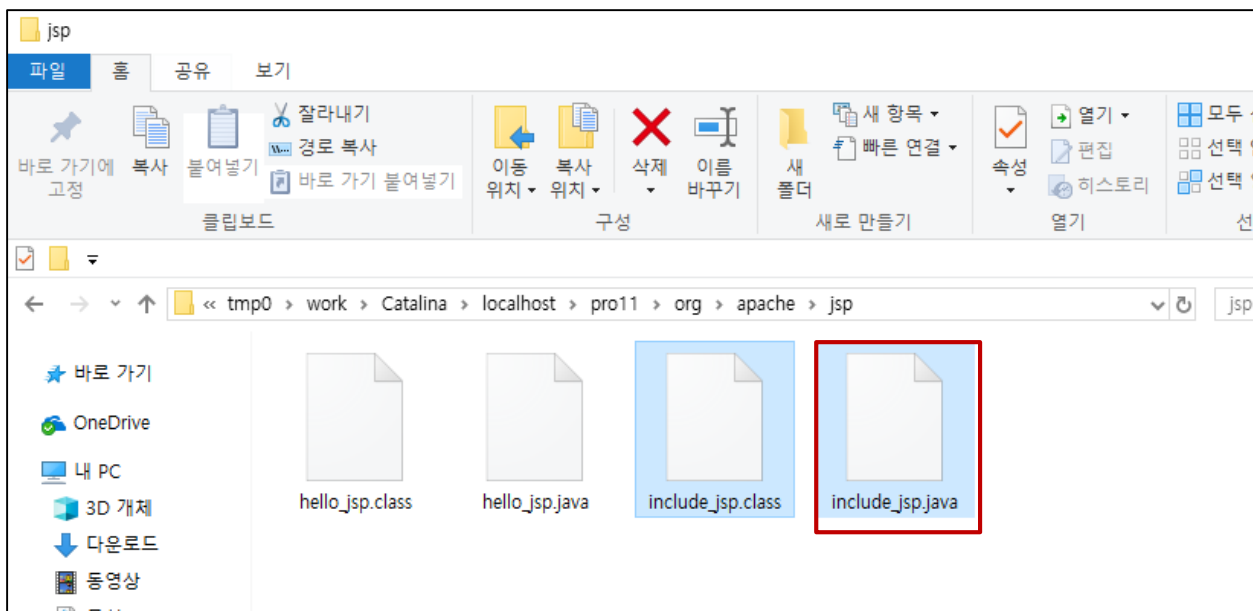 jsp
파일 홈 공유 보기
바로 가기에
고정
복사
붙여넣기
잘라내기
경로 복사
바로 가기 붙여넣기
클립보드
이동
위치
복사
위치
삭제
이름
바꾸기
구성
새
폴더
새 항목
빠른 연결
새로 만들기
속성
열기
편집
히스토리
열기
모두
선택
선택
선
« tmp0 > work > Catalina > localhost > pro11 > org > apache > jsp
jsp
바로 가기
OneDrive
내 PC
3D 개체
다운로드
동영상
hello_jsp.class hello_jsp.java include_jsp.class include_jsp.java